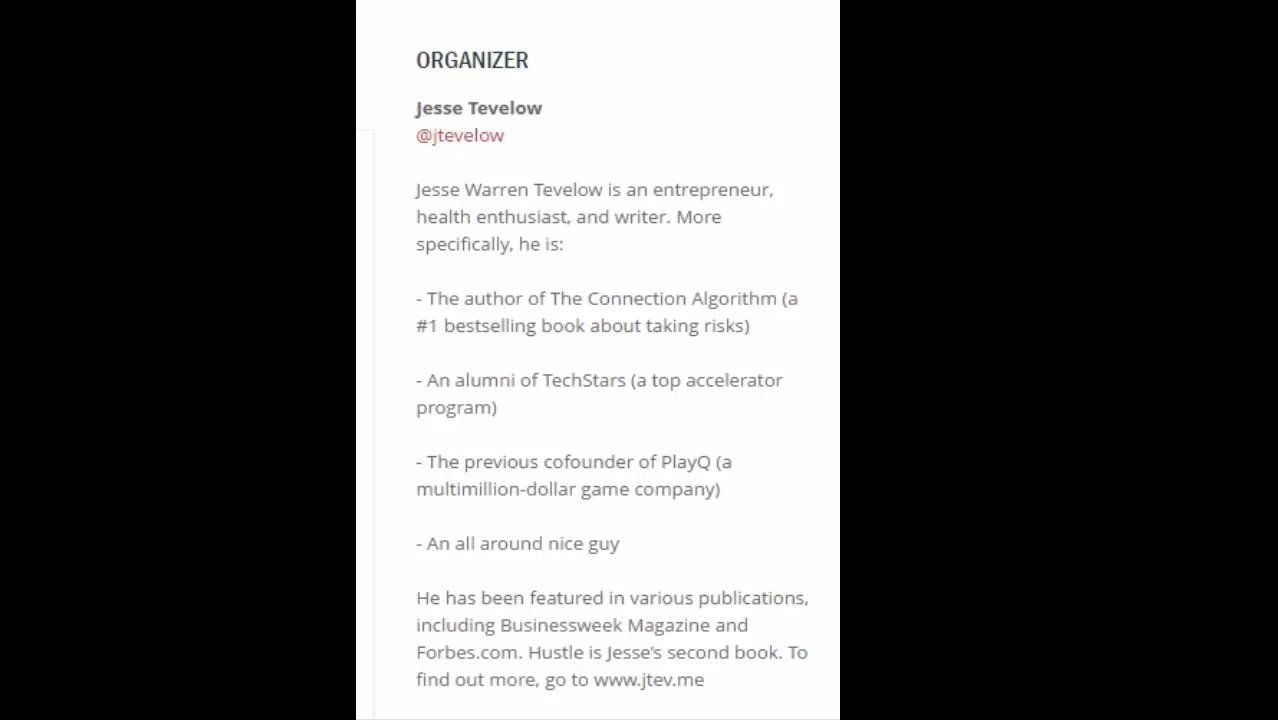 ORGANIZER
Jesse Tevelow
@jtevelow
Jesse Warren Tevelow is an entrepreneur,
health enthusiast, and writer. More
specifically, he is:
- The author of The Connection Algorithm (a
#1 bestselling book about taking risks)
- An alumni of TechStars (a top accelerator
program)
- The previous cofounder of PlayQ (a
multimillion-dollar game company)
- An all around nice guy
He has been featured in various publications,
including Businessweek Magazine and
Forbes.com. Hustle is Jesse's second book. To
find out more, go to www.jtev.me